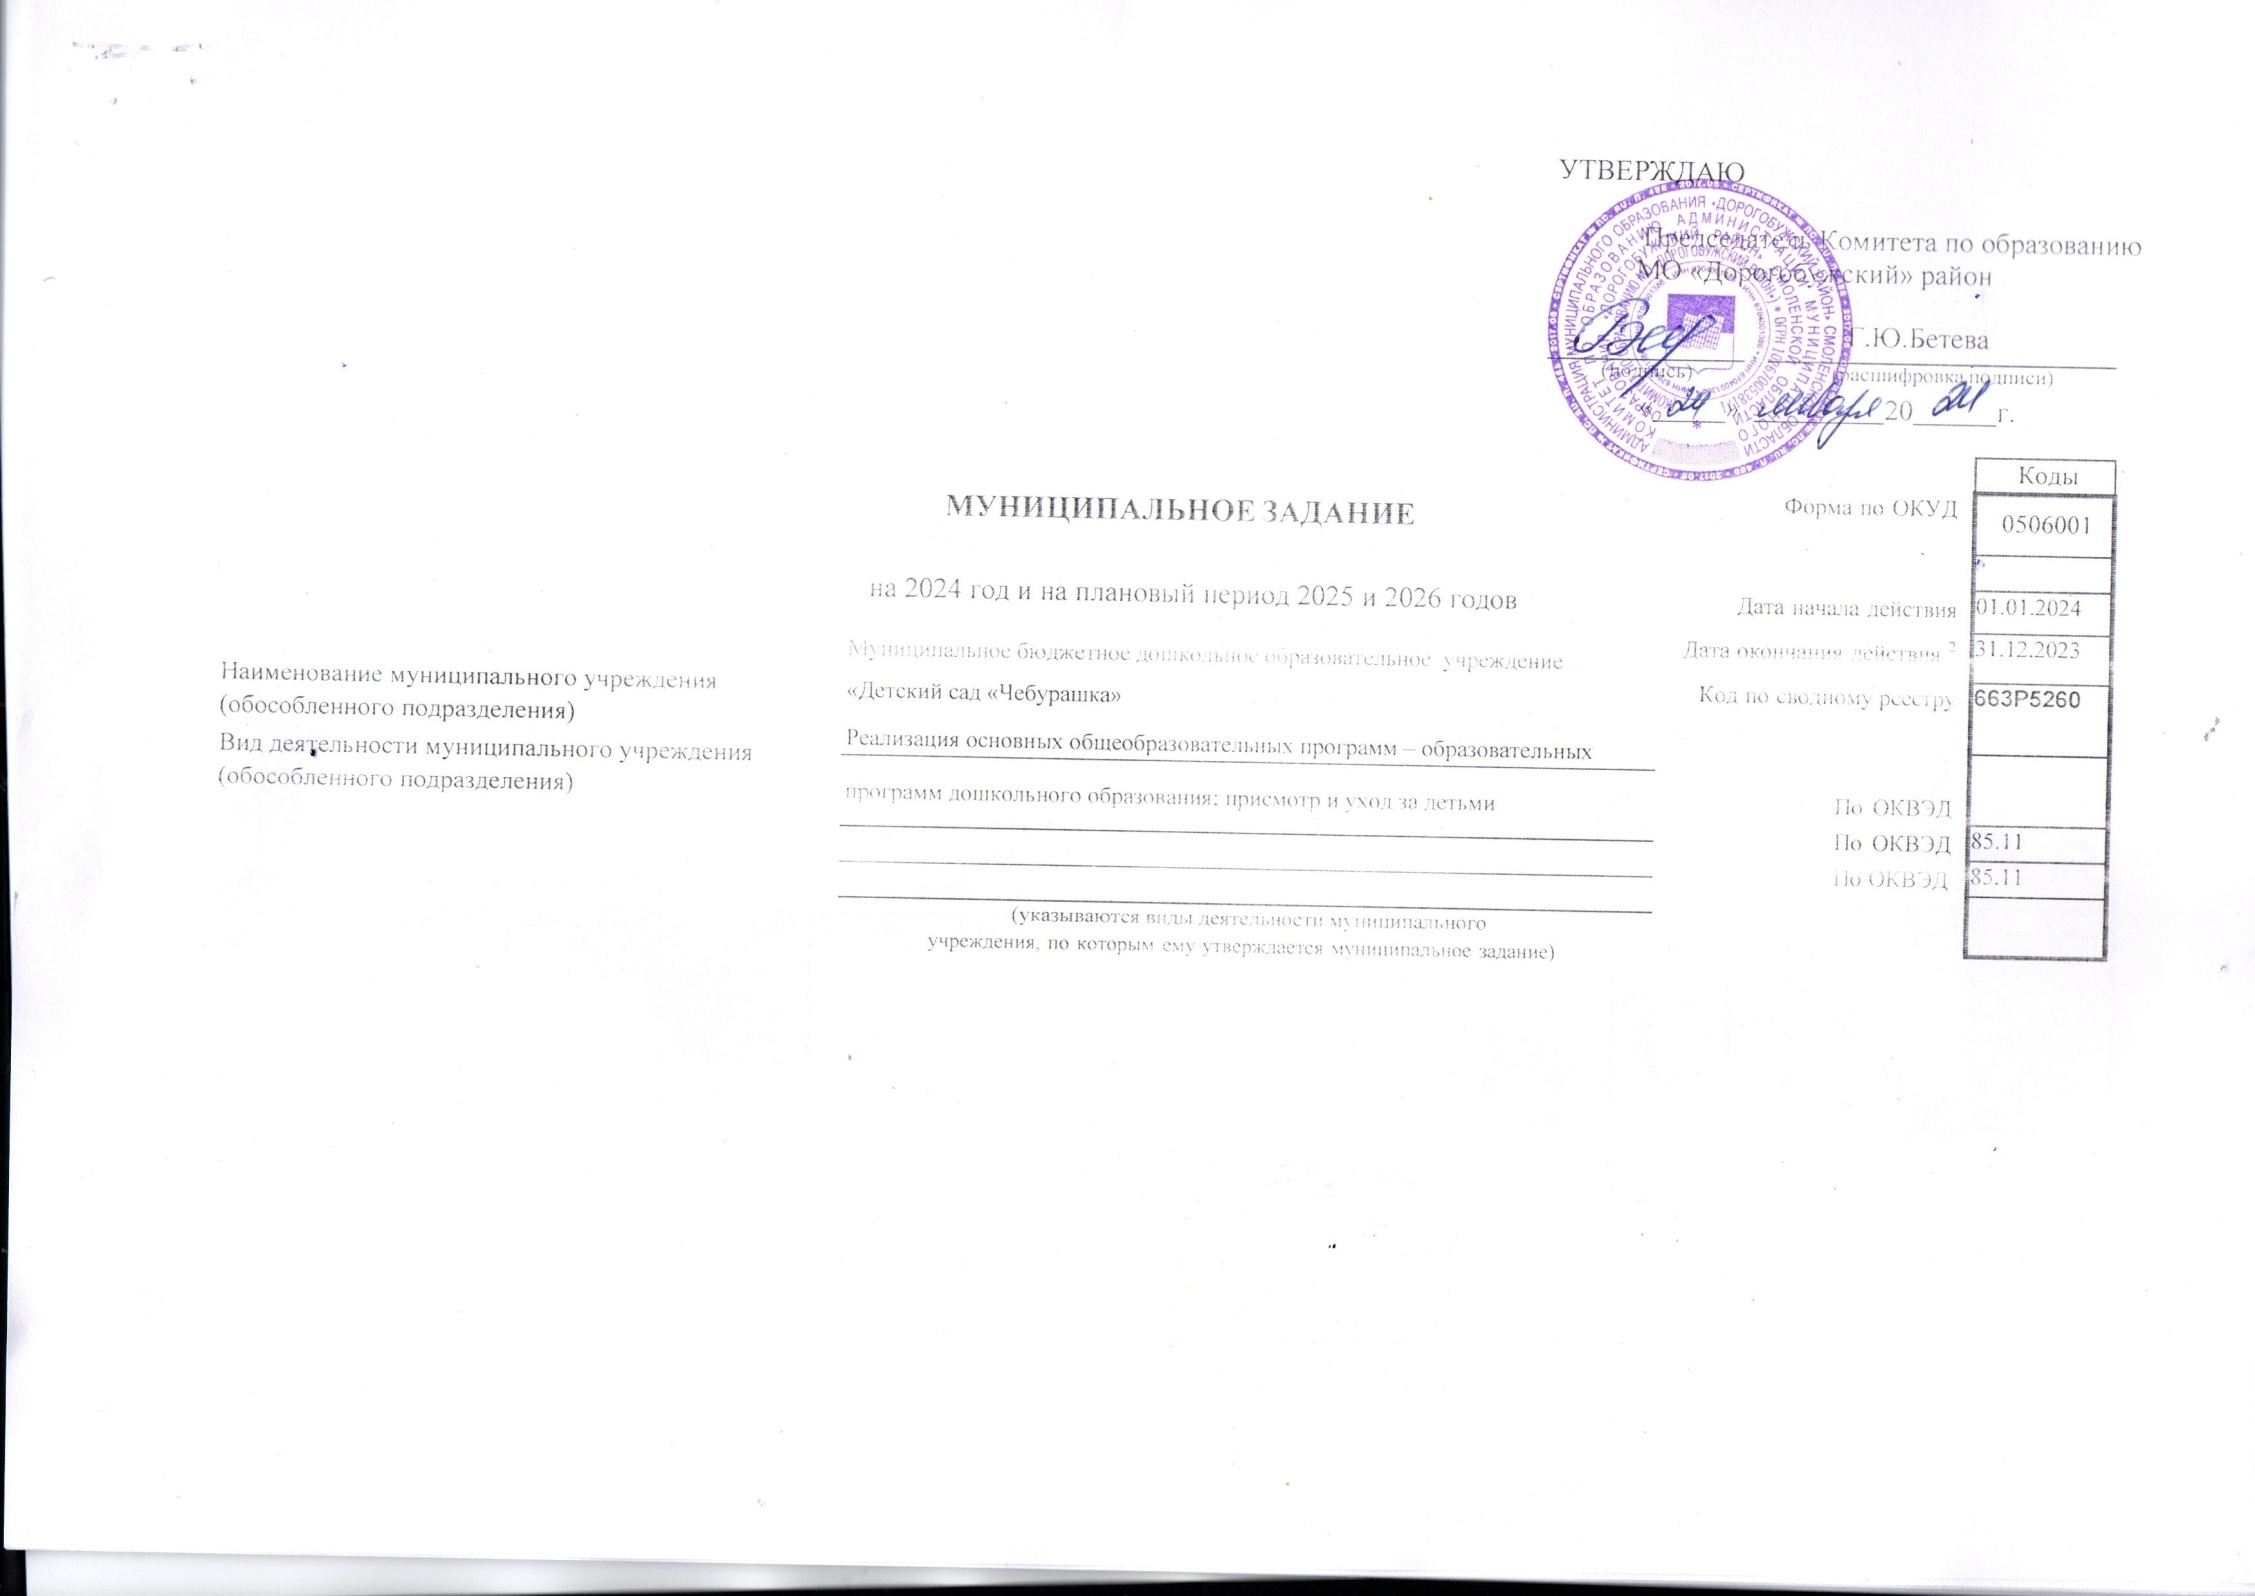 УТВЕРЖДАЮ
Председатель Комитета по образованию
МО «Дорогобужский» район
Г.Ю.Бетева
(подпись)
(расшифровка подписи)
« 24 » января 20 24 г.
МУНИЦИПАЛЬНОЕ ЗАДАНИЕ
на 2024 год и на плановый период 2025 и 2026 годов
Коды
Форма по ОКУД 0506001
Дата начала действия 01.01.2024
Дата окончания действия 2 31.12.2023
Код по сводному реестру 663Р5260
По ОКВЭД
По ОКВЭД 85.11
По ОКВЭД 85.11
Наименование муниципального учреждения
(обособленного подразделения)
Муниципальное бюджетное дошкольное образовательное учреждение
«Детский сад «Чебурашка»
Вид деятельности муниципального учреждения
(обособленного подразделения)
Реализация основных общеобразовательных программ – образовательных
программ дошкольного образования; присмотр и уход за детьми
(указываются виды деятельности муниципального
учреждения, по которым ему утверждается муниципальное задание)